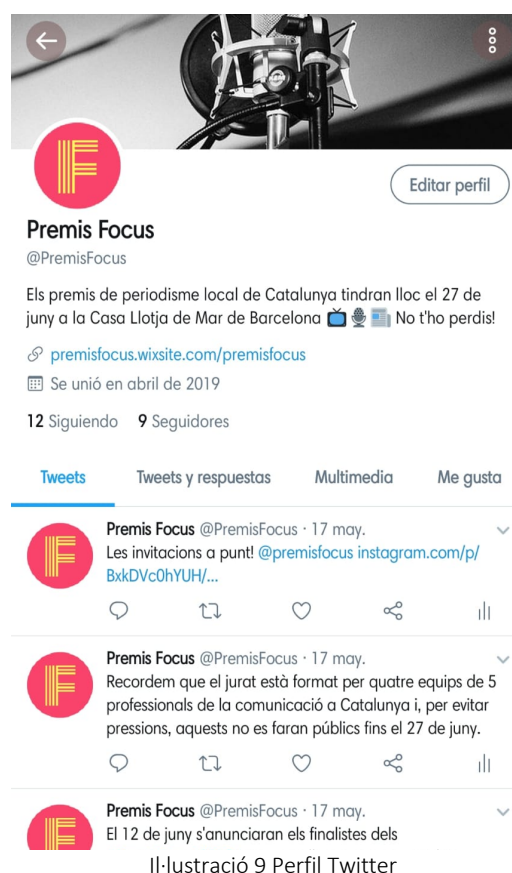 Editar perfil
Premis Focus
@PremisFocus
Els premis de periodisme local de Catalunya tindran lloc el 27 de
juny a la Casa Llotja de Mar de Barcelona 📺 🎙 📰 No t'ho perdis!
premisfocus.wixsite.com/premisfocus
Se unió en abril de 2019
12 Siguiendo 9 Seguidores
Tweets Tweets y respuestas Multimedia Me gusta
Premis Focus @PremisFocus · 17 may.
Les invitacions a punt! @premisfocus instagram.com/p/
BxkDVc0hYUH/...
Premis Focus @PremisFocus · 17 may.
Recordem que el jurat està format per quatre equips de 5
professionals de la comunicació a Catalunya i, per evitar
pressions, aquests no es faran públics fins el 27 de juny.
Premis Focus @PremisFocus · 17 may.
El 12 de juny s'anunciaran els finalistes dels
Il·lustració 9 Perfil Twitter